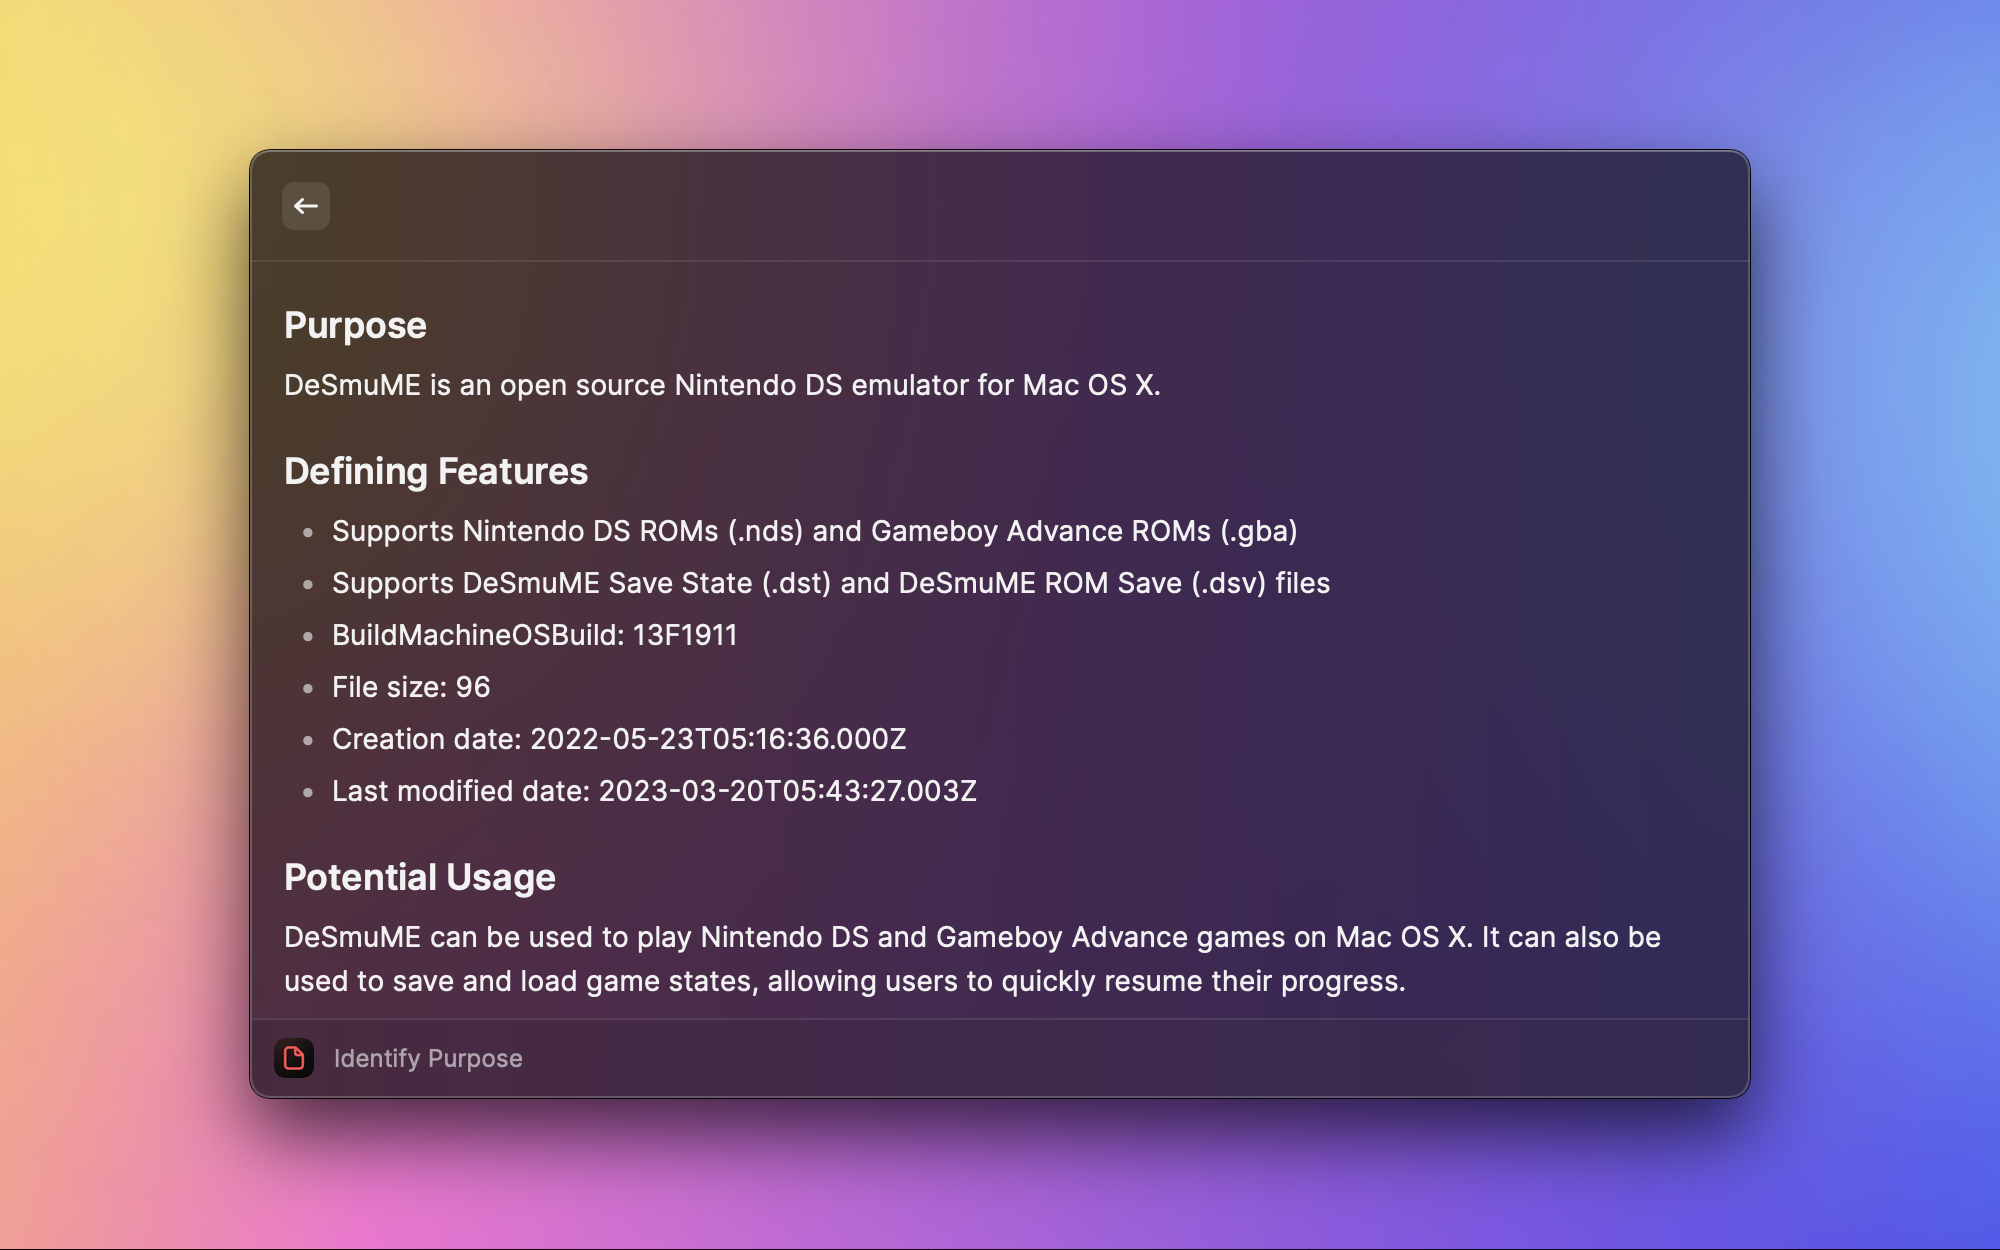 Purpose
DeSmuME is an open source Nintendo DS emulator for Mac OS X.
Defining Features
Supports Nintendo DS ROMs (.nds) and Gameboy Advance ROMs (.gba)
Supports DeSmuME Save State (.dst) and DeSmuME ROM Save (.dsv) files
BuildMachineOSBuild: 13F1911
File size: 96
Creation date: 2022-05-23T05:16:36.000Z
Last modified date: 2023-03-20T05:43:27.003Z
Potential Usage
DeSmuME can be used to play Nintendo DS and Gameboy Advance games on Mac OS X. It can also be
used to save and load game states, allowing users to quickly resume their progress.
Identify Purpose